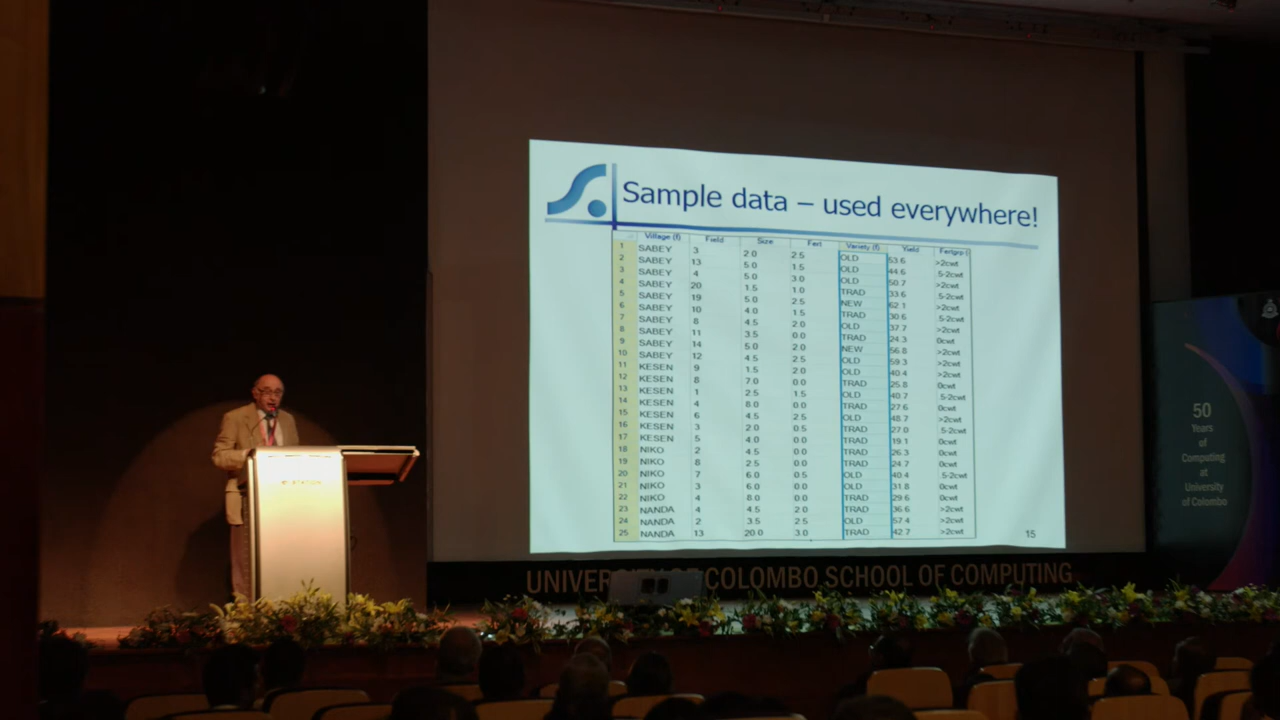 Sample data – used everywhere!
Village (f) Field Size Fert Variety (f) Yield Fertgrp (
1 SABEY 3 2.0 2.5 OLD 53.6 >2cwt
2 SABEY 13 5.0 1.5 OLD 44.6 .5-2cwt
3 SABEY 4 5.0 3.0 OLD 50.7 >2cwt
4 SABEY 20 1.5 1.0 TRAD 33.6 .5-2cwt
5 SABEY 19 5.0 2.5 NEW 62.1 >2cwt
6 SABEY 10 4.0 1.5 TRAD 30.6 .5-2cwt
7 SABEY 8 4.5 2.0 OLD 37.7 >2cwt
8 SABEY 11 3.5 0.0 TRAD 24.3 0cwt
9 SABEY 14 5.0 2.0 NEW 56.8 >2cwt
10 SABEY 12 4.5 2.5 OLD 59.3 >2cwt
11 KESEN 9 1.5 2.0 OLD 40.4 >2cwt
12 KESEN 8 7.0 0.0 TRAD 25.8 0cwt
13 KESEN 1 2.5 1.5 OLD 48.7 .5-2cwt
14 KESEN 4 8.0 0.0 TRAD 27.6 0cwt
15 KESEN 6 4.5 2.5 OLD 48.7 >2cwt
16 KESEN 3 2.0 0.5 TRAD 27.0 .5-2cwt
17 KESEN 5 4.0 0.0 TRAD 19.1 0cwt
18 NIKO 2 4.5 0.0 TRAD 26.3 0cwt
19 NIKO 8 2.5 0.0 TRAD 24.7 0cwt
20 NIKO 7 6.0 0.5 OLD 40.4 .5-2cwt
21 NIKO 3 6.0 0.0 OLD 31.8 0cwt
22 NIKO 4 8.0 0.0 TRAD 29.6 0cwt
23 NANDA 4 4.5 2.0 TRAD 36.6 >2cwt
24 NANDA 2 3.5 2.5 OLD 57.4 >2cwt
25 NANDA 13 20.0 3.0 TRAD 42.7 >2cwt
15
50
Years
of
Computing
at
University
of Colombo
COLOMBO SCHOOL OF COMPUTING